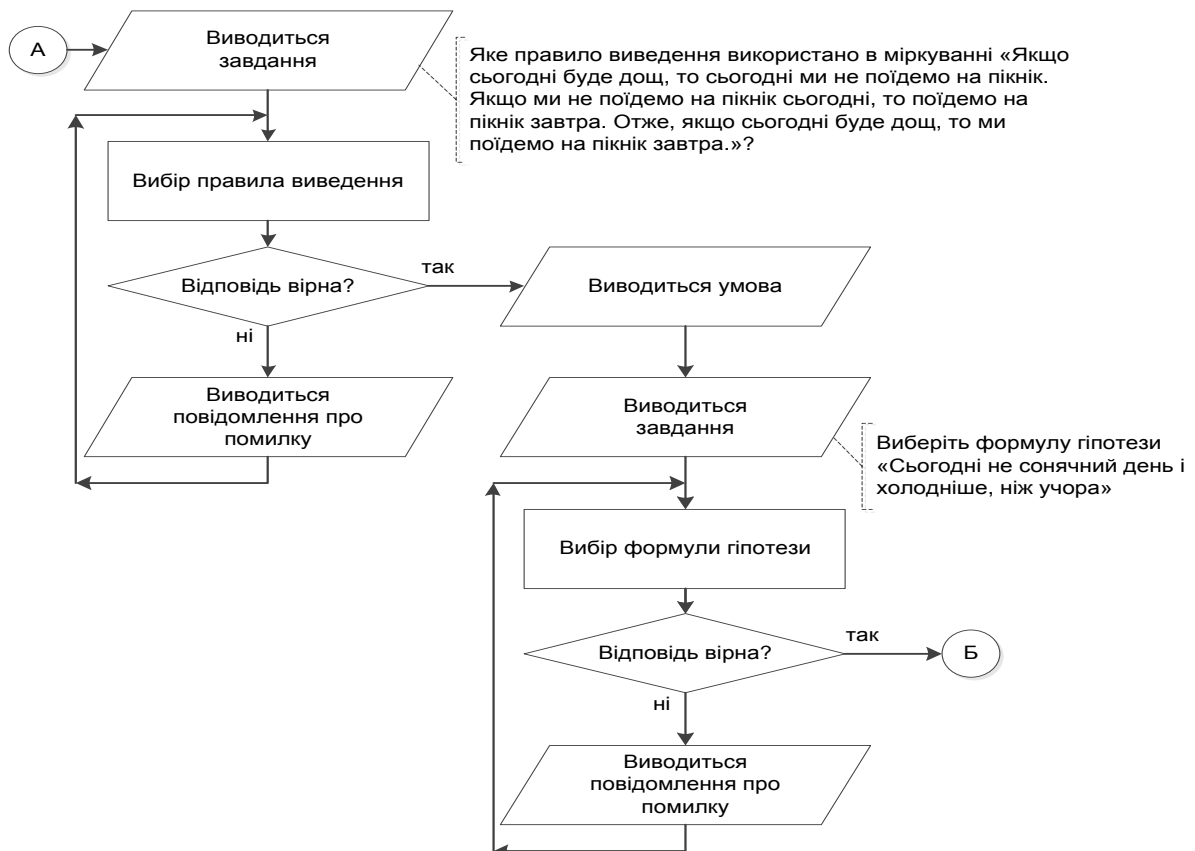 А
Виводиться
завдання
Яке правило виведення використано в міркуванні «Якщо
сьогодні буде дощ, то сьогодні ми не поїдемо на пікнік.
Якщо ми не поїдемо на пікнік сьогодні, то поїдемо на
пікнік завтра. Отже, якщо сьогодні буде дощ, то ми
поїдемо на пікнік завтра.»?
Вибір правила виведення
Відповідь вірна?
так
ні
Виводиться умова
Виводиться
повідомлення про
помилку
Виводиться
завдання
Виберіть формулу гіпотези
«Сьогодні не сонячний день і
холодніше, ніж учора»
Вибір формули гіпотези
Відповідь вірна?
так
Б
ні
Виводиться
повідомлення про
помилку